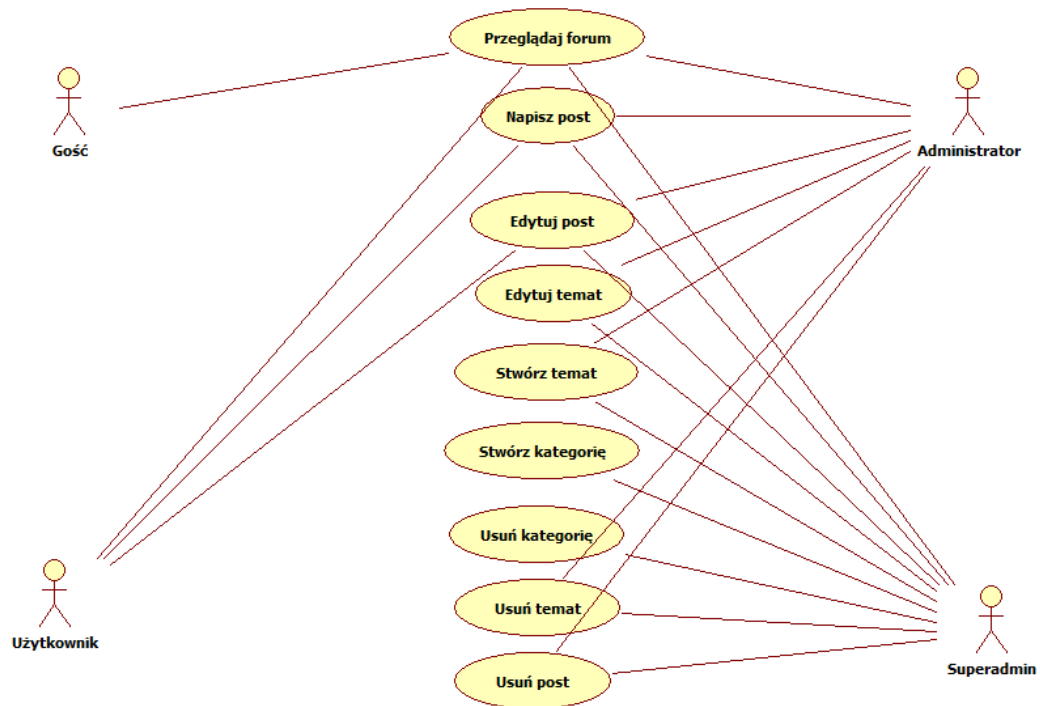 Przeglądaj forum
Gość
Napisz post
Administrator
Edytuj post
Edytuj temat
Stwórz temat
Stwórz kategorię
Usuń kategorię
Usuń temat
Użytkownik
Superadmin
Usuń post